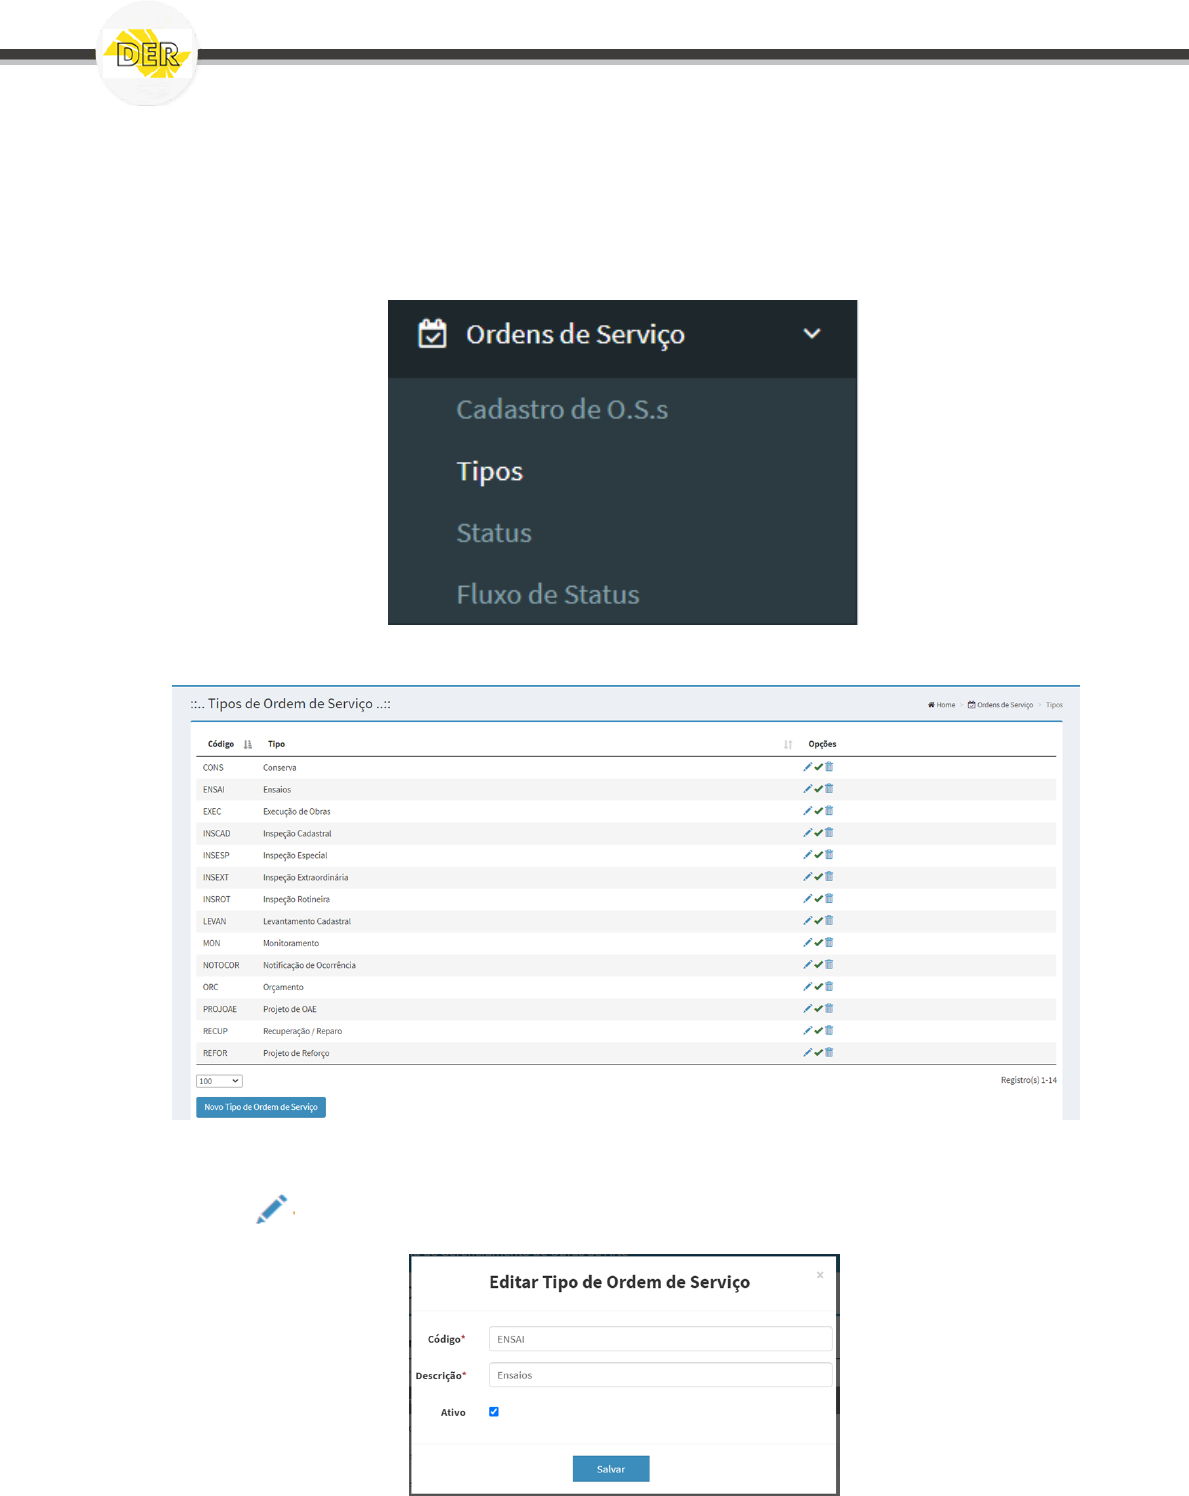 DER
Ordens de Serviço
Cadastro de O.S.s
Tipos
Status
Fluxo de Status
::.. Tipos de Ordem de Serviço ..::
Home > Ordens de Serviço > Tipos
Código Tipo Opções
CONS Conserva
ENSAI Ensaios
EXEC Execução de Obras
INSCAD Inspeção Cadastral
INSESP Inspeção Especial
INSEXT Inspeção Extraordinária
INSROT Inspeção Rotineira
LEVAN Levantamento Cadastral
MON Monitoramento
NOTOCOR Notificação de Ocorrência
ORC Orçamento
PROJOAE Projeto de OAE
RECUP Recuperação / Reparo
REFOR Projeto de Reforço
100 Registro(s) 1-14
Novo Tipo de Ordem de Serviço
Editar Tipo de Ordem de Serviço x
Código* ENSAI
Descrição* Ensaios
Ativo
Salvar